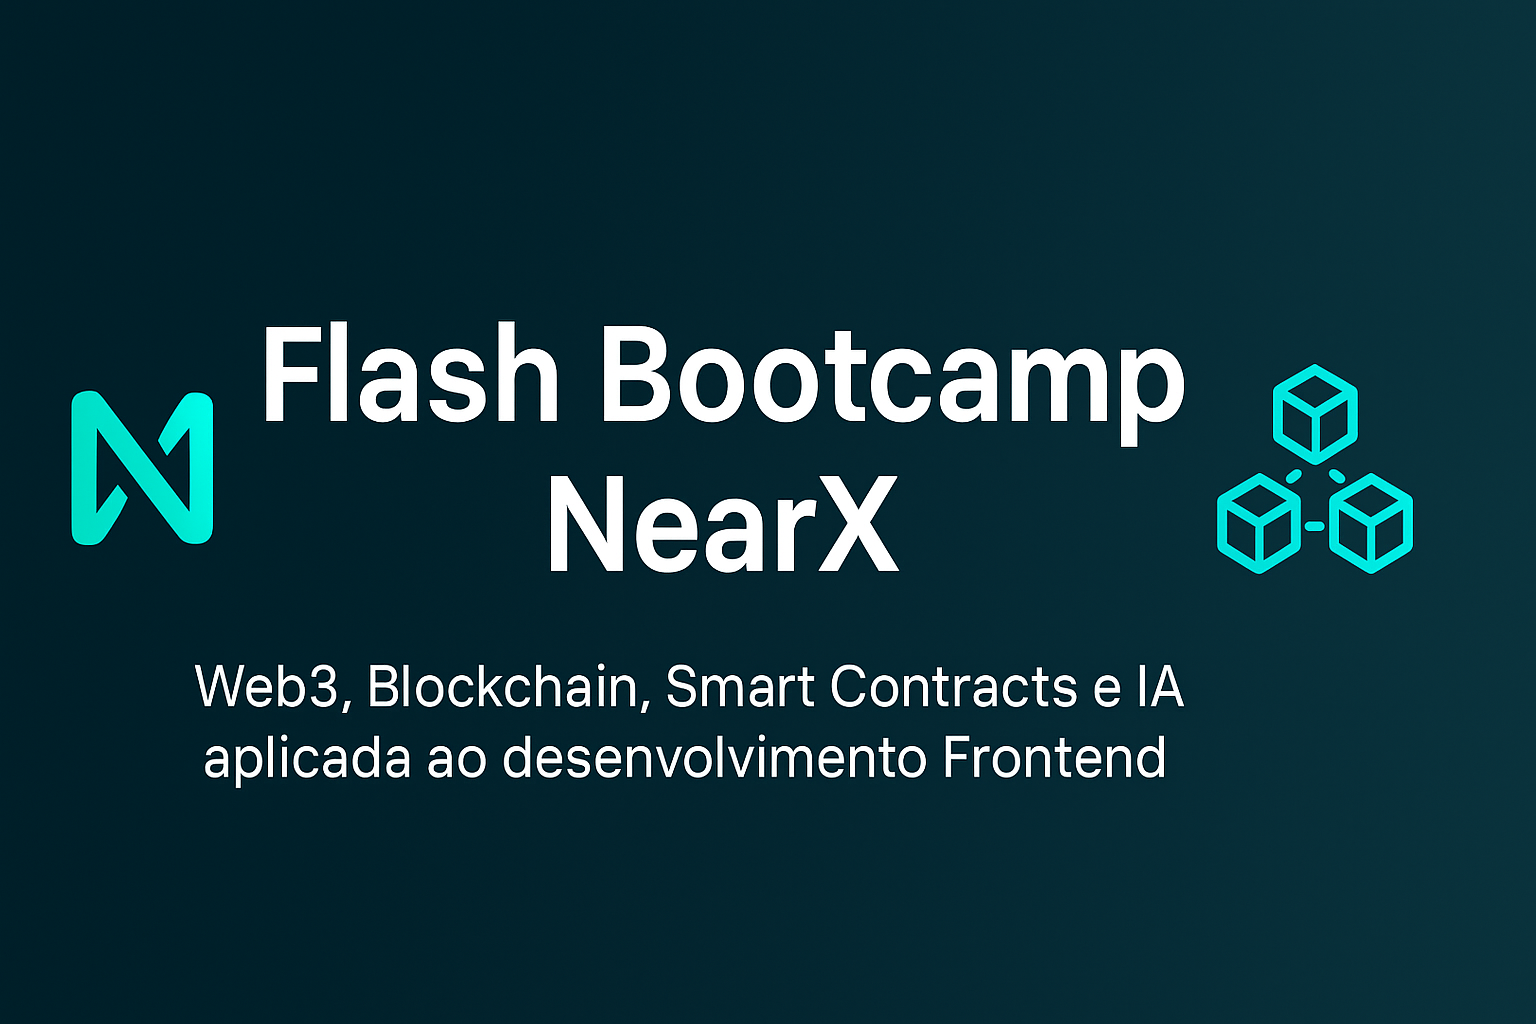 Flash Bootcamp
NearX
Web3, Blockchain, Smart Contracts e IA
aplicada ao desenvolvimento Frontend